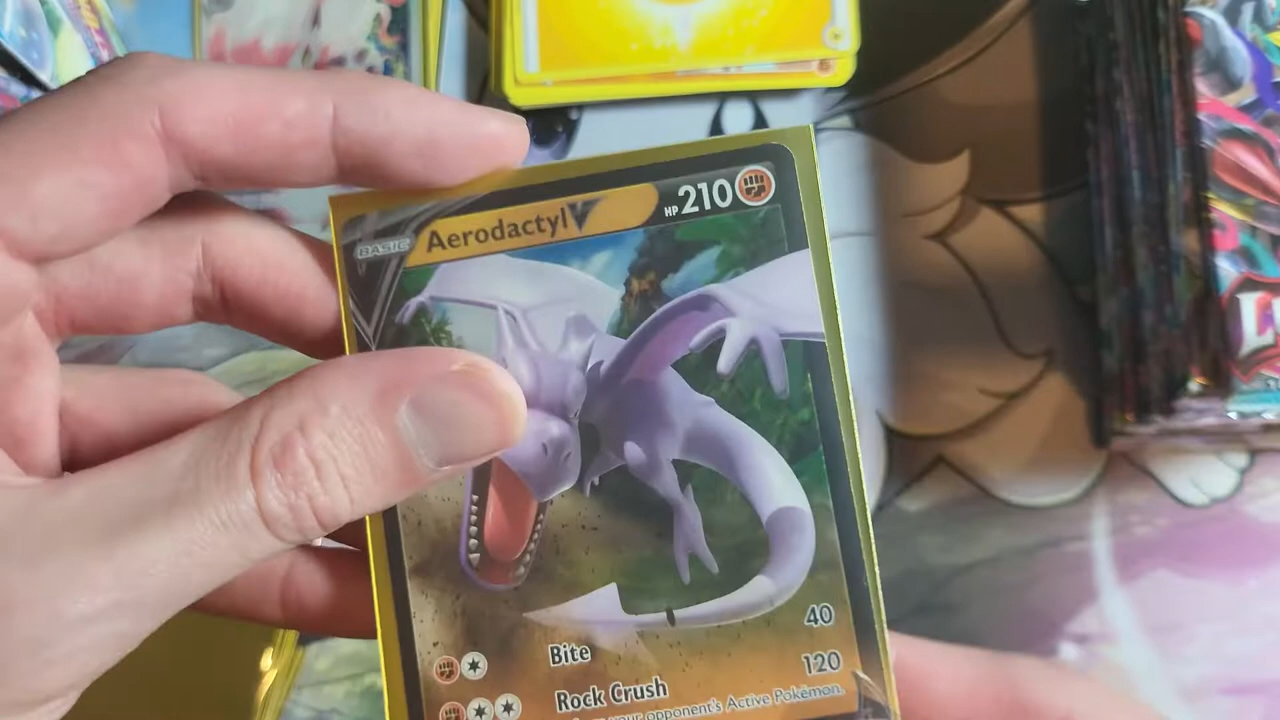 BASIC
Aerodactyl V
HP 210
Bite 40
Rock Crush 120
your opponent's Active Pokémon.